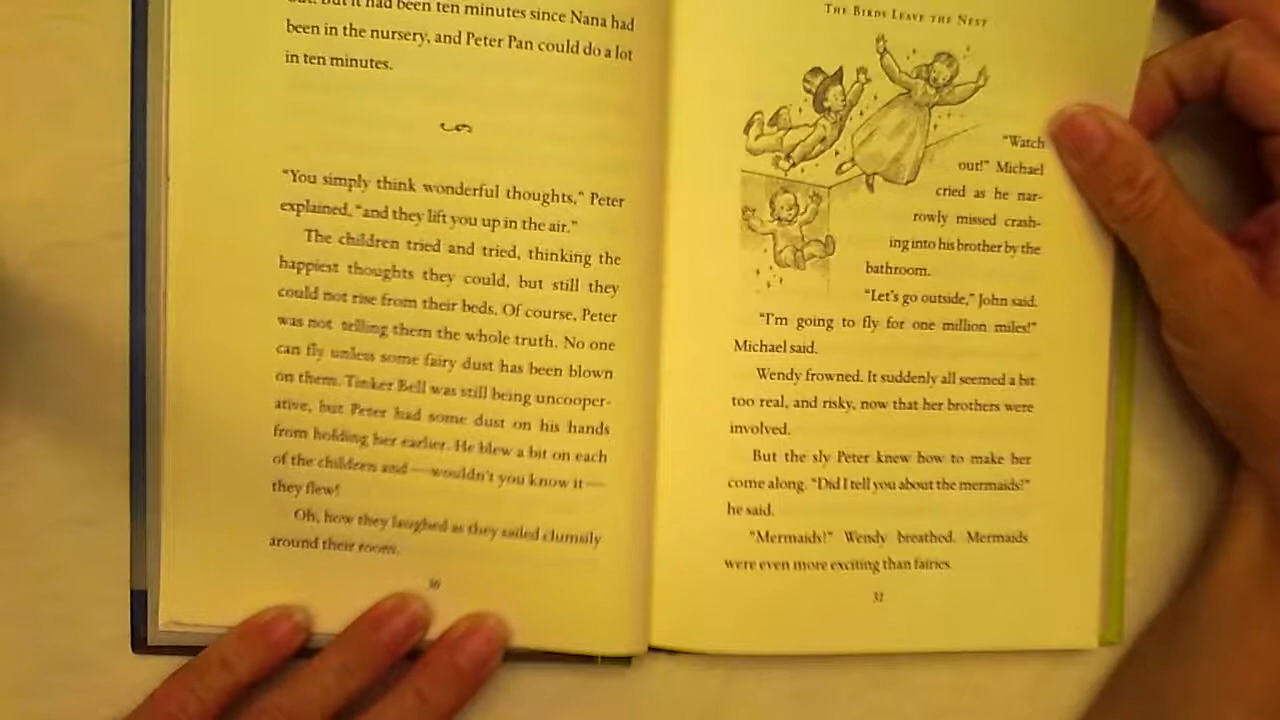 out. But it had been ten minutes since Nana had
been in the nursery, and Peter Pan could do a lot
in ten minutes.
"You simply think wonderful thoughts," Peter
explained, "and they lift you up in the air."
The children tried and tried, thinking the
happiest thoughts they could, but still they
could not rise from their beds. Of course, Peter
was not telling them the whole truth. No one
can fly unless some fairy dust has been blown
on them. Tinker Bell was still being uncooper-
ative, but Peter had some dust on his hands
from holding her earlier. He blew a bit on each
of the children and—wouldn't you know it—
they flew!
Oh, how they laughed as they sailed clumsily
around their room.
30
THE BIRDS LEAVE THE NEST
"Watch
out!" Michael
cried as he nar-
rowly missed crash-
ing into his brother by the
bathroom.
"Let's go outside," John said.
"I'm going to fly for one million miles!"
Michael said.
Wendy frowned. It suddenly all seemed a bit
too real, and risky, now that her brothers were
involved.
But the sly Peter knew how to make her
come along. "Did I tell you about the mermaids?"
he said.
"Mermaids!" Wendy breathed. Mermaids
were even more exciting than fairies.
31